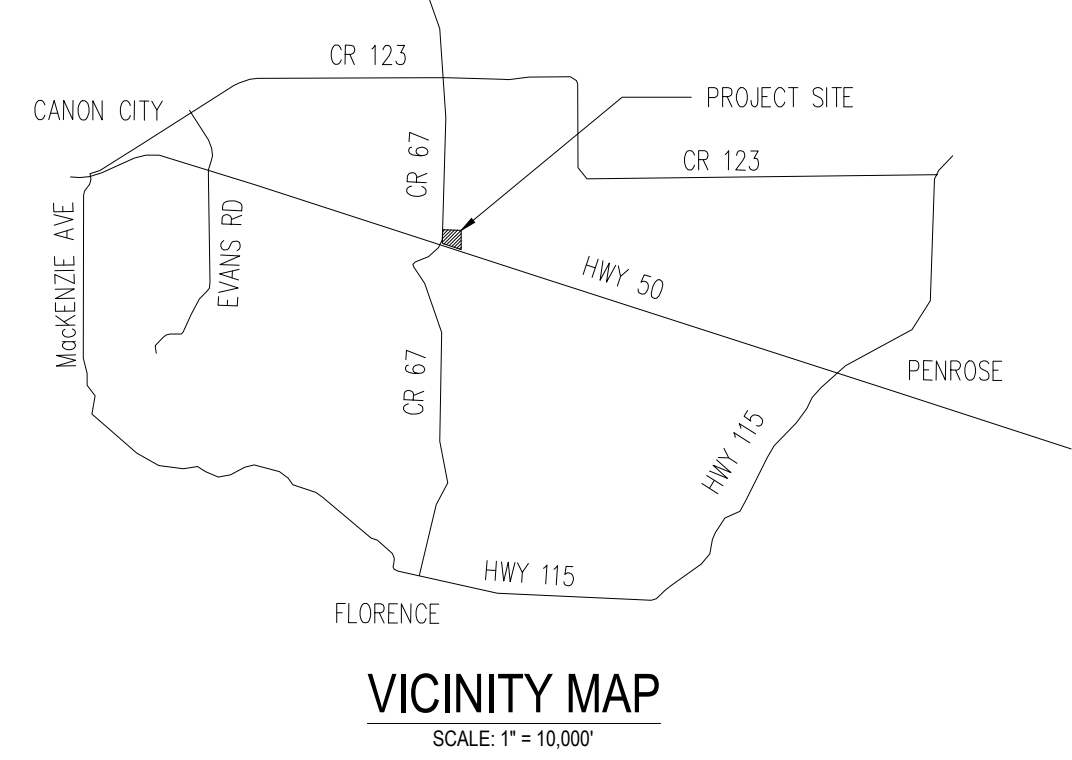 CR 123
CANON CITY
PROJECT SITE
CR 67
CR 123
MacKENZIE AVE
EVANS RD
HWY 50
CR 67
PENROSE
HWY 115
HWY 115
FLORENCE
VICINITY MAP
SCALE: 1" = 10,000'